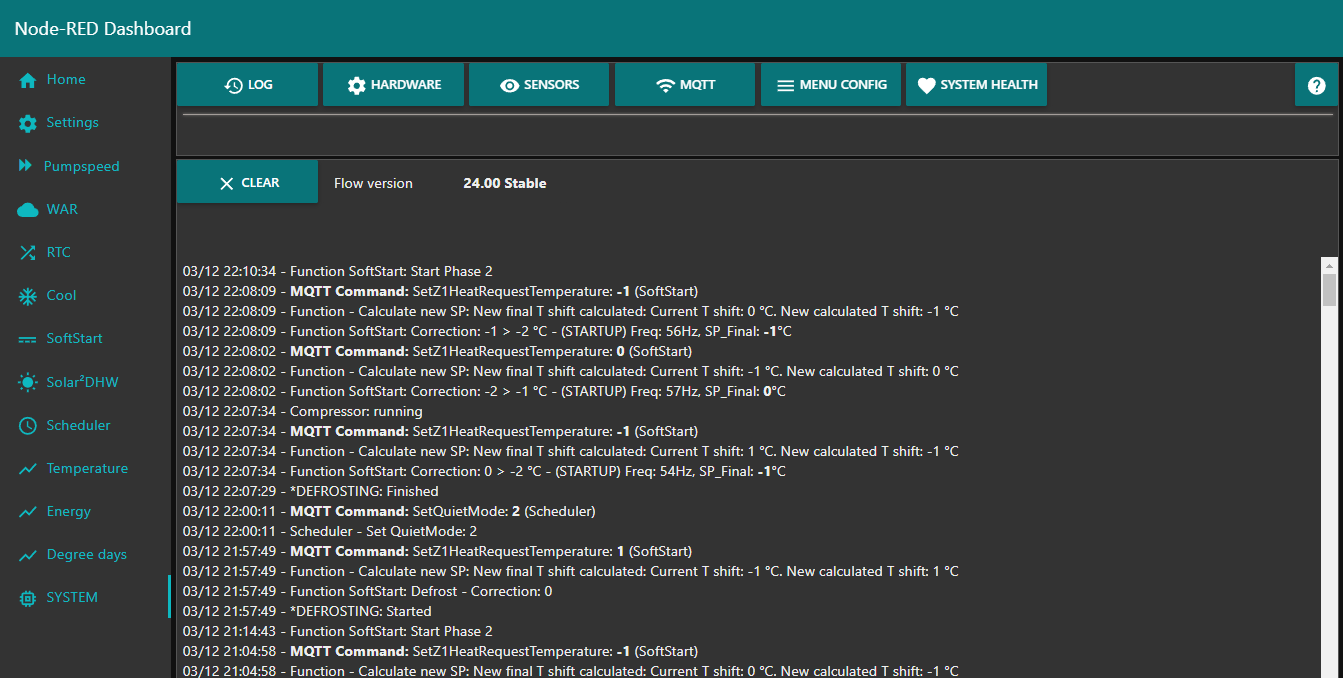 Node-RED Dashboard
Home
Settings
Pumpspeed
WAR
RTC
Cool
SoftStart
Solar²DHW
Scheduler
Temperature
Energy
Degree days
SYSTEM
LOG
HARDWARE
SENSORS
MQTT
MENU CONFIG
SYSTEM HEALTH
?
CLEAR
Flow version 24.00 Stable
03/12 22:10:34 - Function SoftStart: Start Phase 2
03/12 22:08:09 - MQTT Command: SetZ1HeatRequestTemperature: -1 (SoftStart)
03/12 22:08:09 - Function - Calculate new SP: New final T shift calculated: Current T shift: 0 °C. New calculated T shift: -1 °C
03/12 22:08:09 - Function SoftStart: Correction: -1 > -2 °C - (STARTUP) Freq: 56Hz, SP_Final: -1°C
03/12 22:08:02 - MQTT Command: SetZ1HeatRequestTemperature: 0 (SoftStart)
03/12 22:08:02 - Function - Calculate new SP: New final T shift calculated: Current T shift: -1 °C. New calculated T shift: 0 °C
03/12 22:08:02 - Function SoftStart: Correction: -2 > -1 °C - (STARTUP) Freq: 57Hz, SP_Final: 0°C
03/12 22:07:34 - Compressor: running
03/12 22:07:34 - MQTT Command: SetZ1HeatRequestTemperature: -1 (SoftStart)
03/12 22:07:34 - Function - Calculate new SP: New final T shift calculated: Current T shift: 1 °C. New calculated T shift: -1 °C
03/12 22:07:34 - Function SoftStart: Correction: 0 > -2 °C - (STARTUP) Freq: 54Hz, SP_Final: -1°C
03/12 22:07:29 - *DEFROSTING: Finished
03/12 22:00:11 - MQTT Command: SetQuietMode: 2 (Scheduler)
03/12 22:00:11 - Scheduler - Set QuietMode: 2
03/12 21:57:49 - MQTT Command: SetZ1HeatRequestTemperature: 1 (SoftStart)
03/12 21:57:49 - Function - Calculate new SP: New final T shift calculated: Current T shift: -1 °C. New calculated T shift: 1 °C
03/12 21:57:49 - Function SoftStart: Defrost - Correction: 0
03/12 21:57:49 - *DEFROSTING: Started
03/12 21:14:43 - Function SoftStart: Start Phase 2
03/12 21:04:58 - MQTT Command: SetZ1HeatRequestTemperature: -1 (SoftStart)
03/12 21:04:58 - Function - Calculate new SP: New final T shift calculated: Current T shift: 0 °C. New calculated T shift: -1 °C